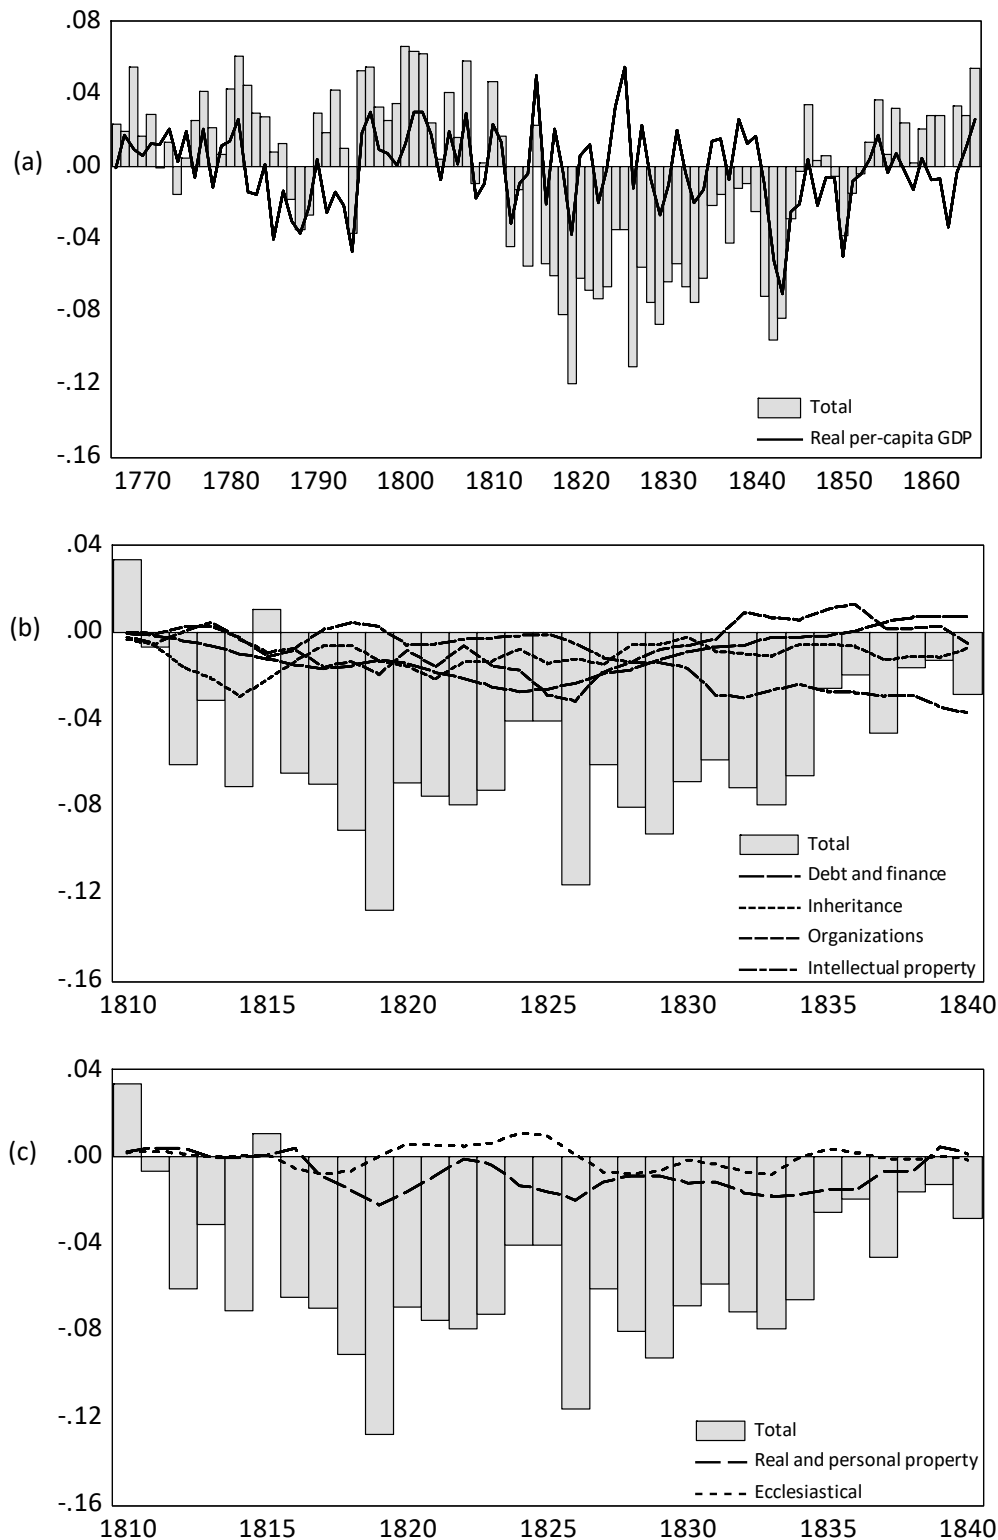 .08
.04
(a)
.00
-.04
-.08
-.12
-.16
Total
Real per-capita GDP
1770 1780 1790 1800 1810 1820 1830 1840 1850 1860
.04
(b)
.00
-.04
-.08
-.12
-.16
Total
Debt and finance
Inheritance
Organizations
Intellectual property
1810 1815 1820 1825 1830 1835 1840
.04
(c)
.00
-.04
-.08
-.12
-.16
Total
Real and personal property
Ecclesiastical
1810 1815 1820 1825 1830 1835 1840